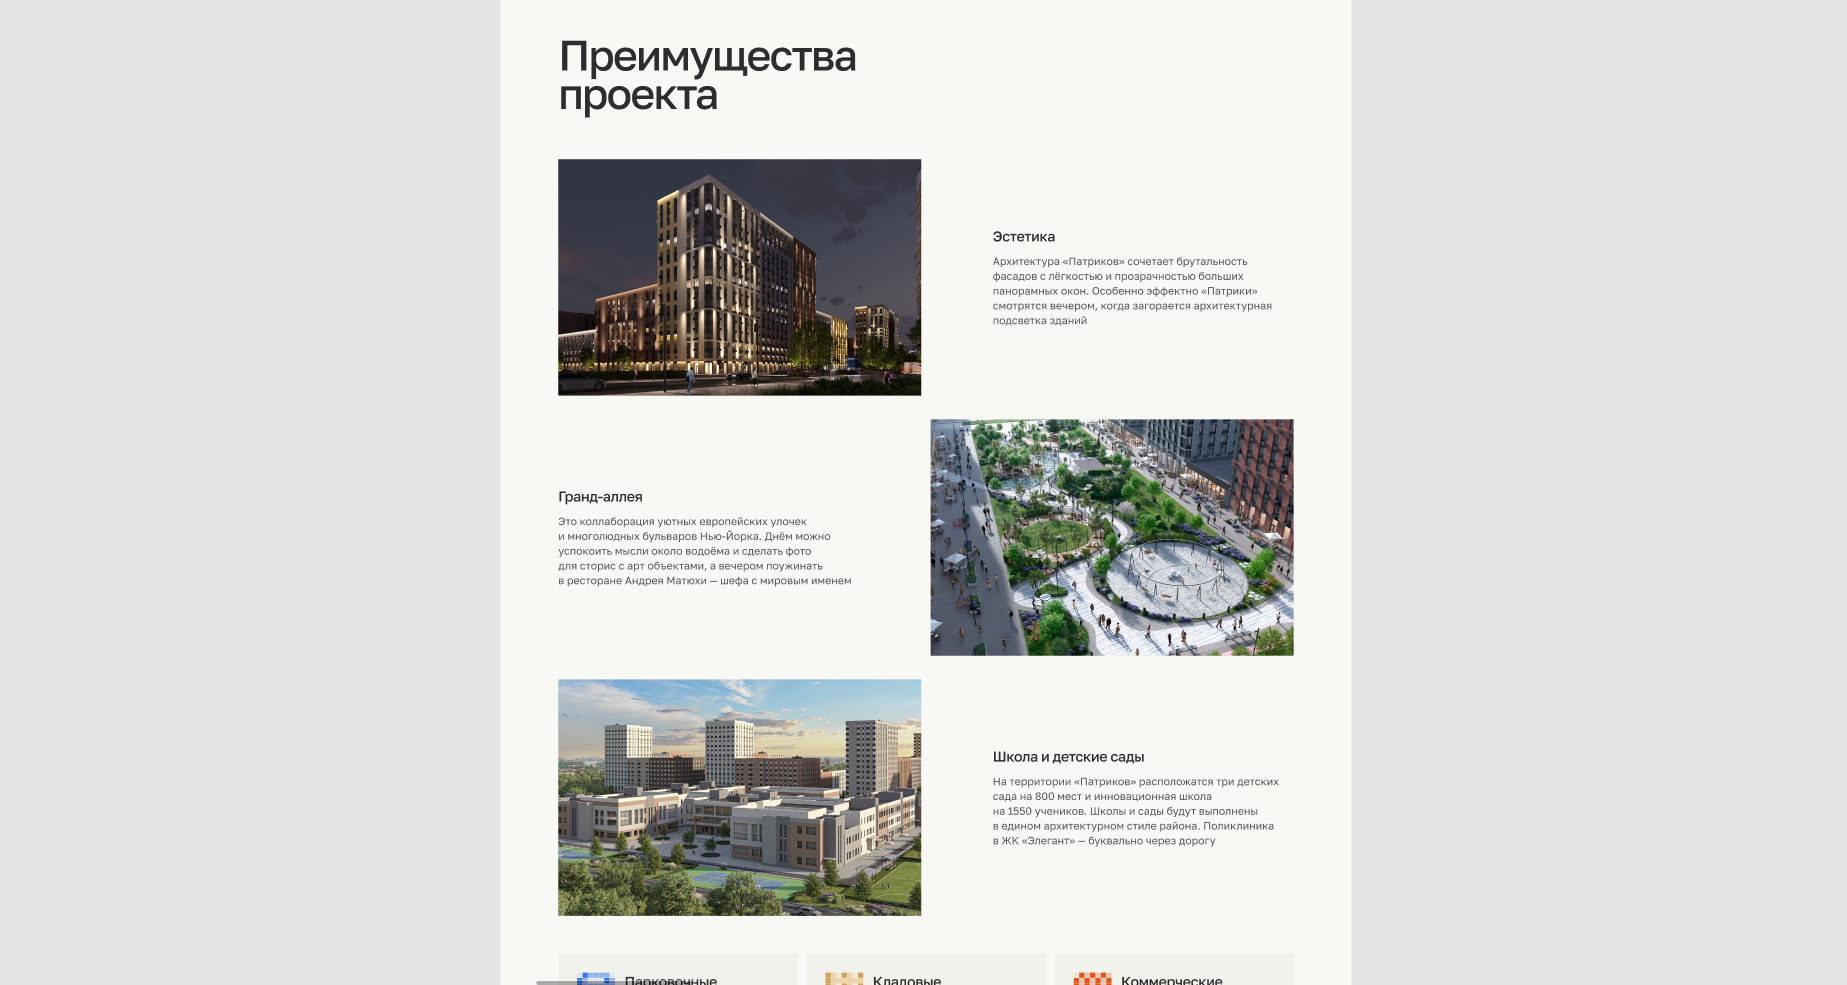 Преимущества
проекта
Эстетика
Архитектура «Патриков» сочетает брутальность
фасадов с лёгкостью и прозрачностью больших
панорамных окон. Особенно эффектно «Патрики»
смотрятся вечером, когда загорается архитектурная
подсветка зданий
Гранд-аллея
Это коллаборация уютных европейских улочек
и многолюдных бульваров Нью-Йорка. Днём можно
успокоить мысли около водоёма и сделать фото
для сторис с арт объектами, а вечером поужинать
в ресторане Андрея Матюхи — шефа с мировым именем
Школа и детские сады
На территории «Патриков» расположатся три детских
сада на 800 мест и инновационная школа
на 1550 учеников. Школы и сады будут выполнены
в едином архитектурном стиле района. Поликлиника
в ЖК «Элегант» — буквально через дорогу
Парковочные
Кладовые
Коммерческие